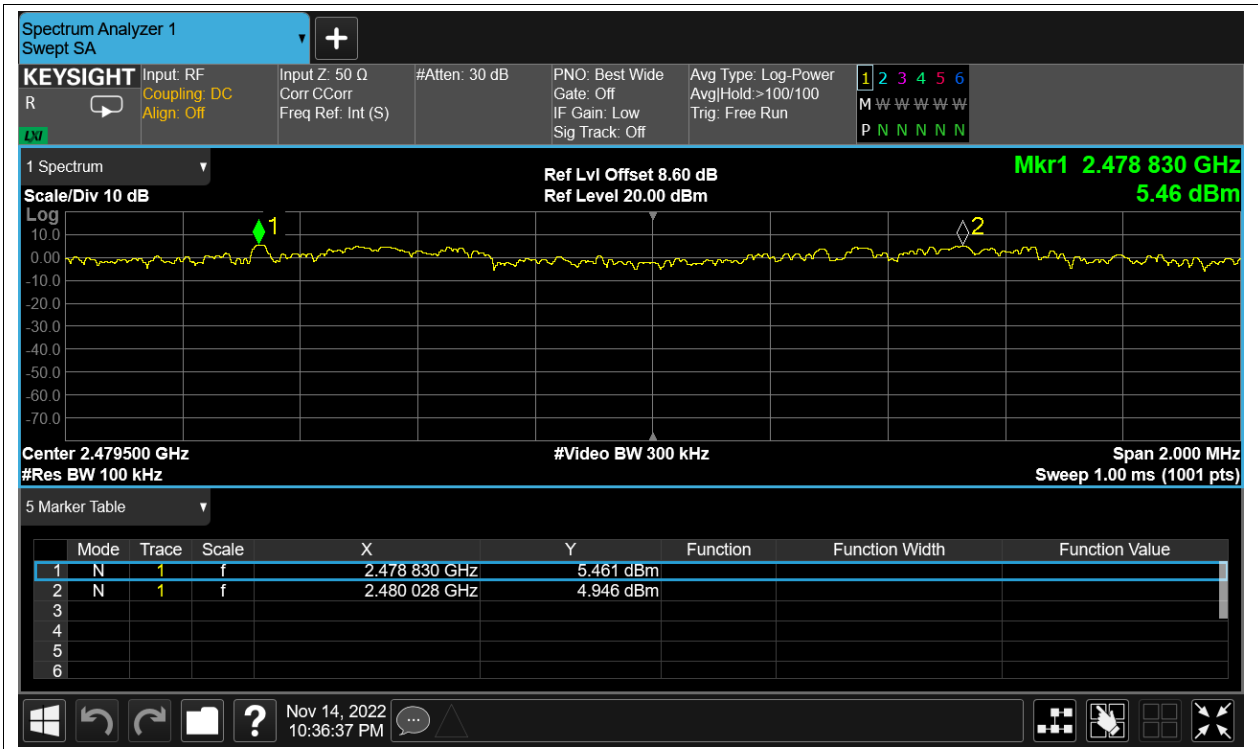 Spectrum Analyzer 1
Swept SA
+
KEYSIGHT Input: RF Input Z: 50 Ω #Atten: 30 dB PNO: Best Wide Avg Type: Log-Power 1 2 3 4 5 6
R Coupling: DC Corr CCorr Gate: Off Avg|Hold:>100/100 M W W W W W
Align: Off Freq Ref: Int (S) IF Gain: Low Trig: Free Run
LXI Sig Track: Off P N N N N N
1 Spectrum Ref Lvl Offset 8.60 dB Mkr1 2.478 830 GHz
Scale/Div 10 dB Ref Level 20.00 dBm 5.46 dBm
Log
1 2
10.0
0.00
-10.0
-20.0
-30.0
-40.0
-50.0
-60.0
-70.0
Center 2.479500 GHz #Video BW 300 kHz Span 2.000 MHz
#Res BW 100 kHz Sweep 1.00 ms (1001 pts)
5 Marker Table
Mode Trace Scale X Y Function Function Width Function Value
1 N 1 f 2.478 830 GHz 5.461 dBm
2 N 1 f 2.480 028 GHz 4.946 dBm
3
4
5
6
? Nov 14, 2022
10:36:37 PM